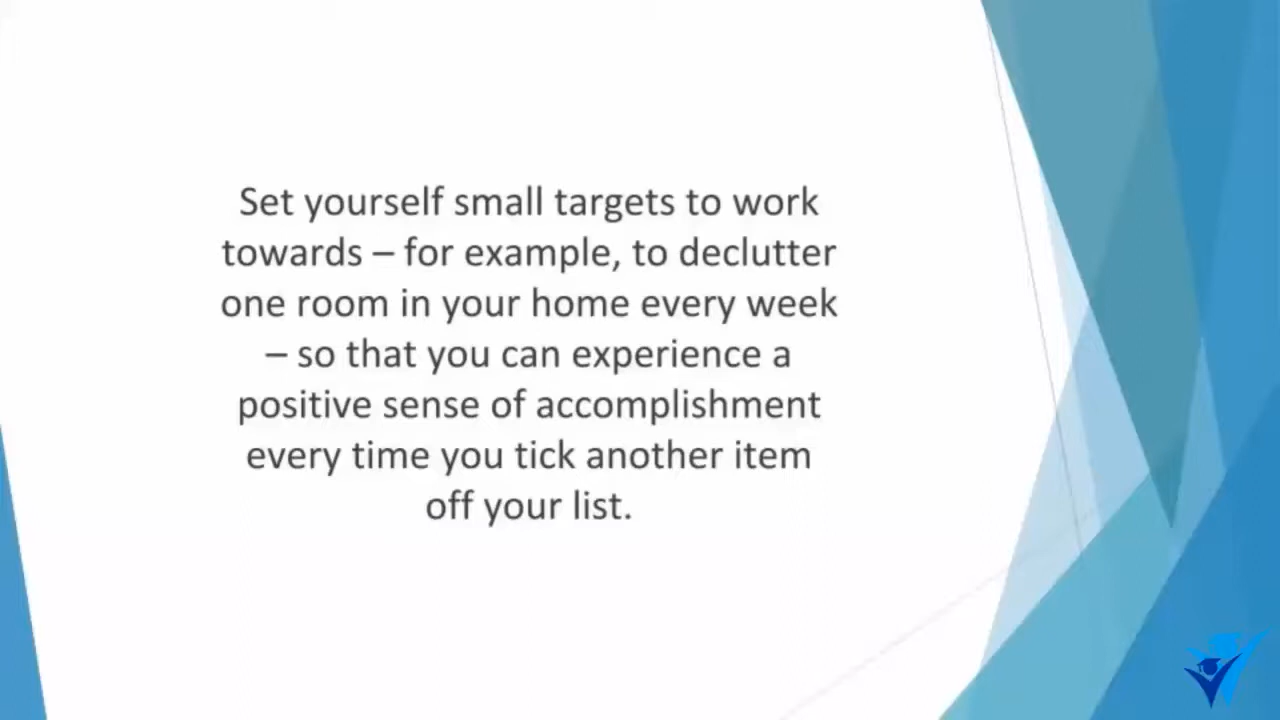 Set yourself small targets to work
towards – for example, to declutter
one room in your home every week
– so that you can experience a
positive sense of accomplishment
every time you tick another item
off your list.